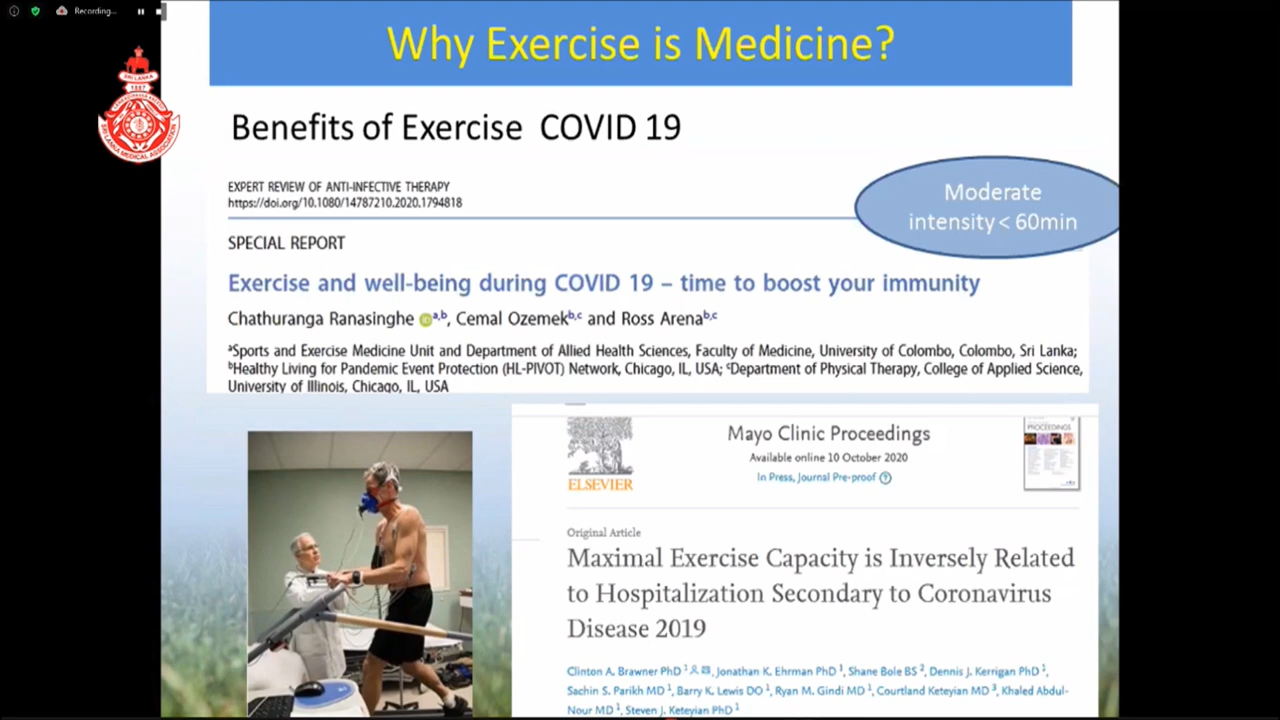 Recording...
Why Exercise is Medicine?
SRI LANKA
1887
SRI LANKA MEDICAL ASSOCIATION
Benefits of Exercise COVID 19
EXPERT REVIEW OF ANTI-INFECTIVE THERAPY
https://doi.org/10.1080/14787210.2020.1794818
Moderate
intensity < 60min
SPECIAL REPORT
Exercise and well-being during COVID 19 – time to boost your immunity
Chathuranga Ranasinghe a,b, Cemal Ozemek b,c and Ross Arena b,c
aSports and Exercise Medicine Unit and Department of Allied Health Sciences, Faculty of Medicine, University of Colombo, Colombo, Sri Lanka;
bHealthy Living for Pandemic Event Protection (HL-PIVOT) Network, Chicago, IL, USA; cDepartment of Physical Therapy, College of Applied Science,
University of Illinois, Chicago, IL, USA
ELSEVIER
Mayo Clinic Proceedings
Available online 10 October 2020
In Press, Journal Pre-proof ?
PROCEEDINGS
Original Article
Maximal Exercise Capacity is Inversely Related
to Hospitalization Secondary to Coronavirus
Disease 2019
Clinton A. Brawner PhD 1, Jonathan K. Ehrman PhD 1, Shane Bole BS 2, Dennis J. Kerrigan PhD 1,
Sachin S. Parikh MD 1, Barry K. Lewis DO 1, Ryan M. Gindi MD 1, Courtland Keteyian MD 3, Khaled Abdul-
Nour MD 1, Steven J. Keteyian PhD 1